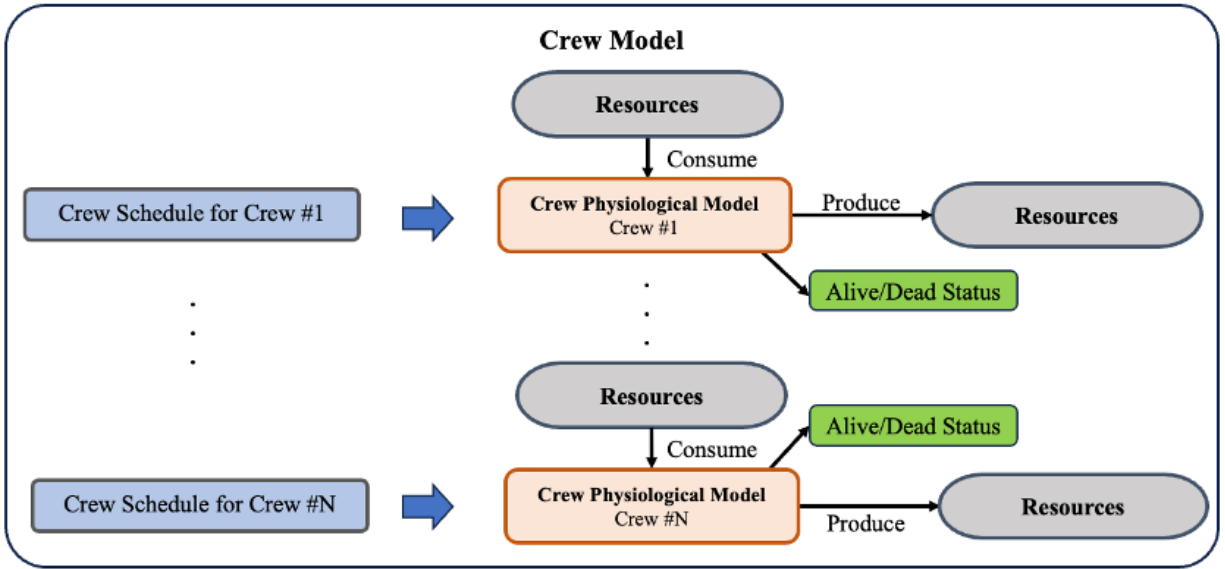 Crew Model
Resources
Consume
Crew Schedule for Crew #1
Crew Physiological Model
Crew #1
Produce
Resources
Alive/Dead Status
Resources
Alive/Dead Status
Consume
Crew Schedule for Crew #N
Crew Physiological Model
Crew #N
Produce
Resources